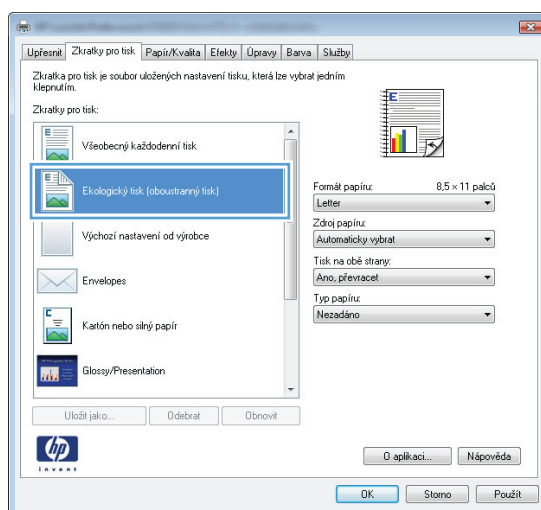 Upřesnit Zkratky pro tisk Papír/Kvalita Efekty Úpravy Barva Služby
Zkratka pro tisk je soubor uložených nastavení tisku, která lze vybrat jedním
klepnutím.
Zkratky pro tisk:
E
Všeobecný každodenní tisk
E
Ekologický tisk (oboustranný tisk)
Výchozí nastavení od výrobce
Envelopes
Kartón nebo silný papír
Glossy/Presentation
Uložit jako... Odebrat Obnovit
E
Formát papíru: 8,5 × 11 palců
Letter
Zdroj papíru:
Automaticky vybrat
Tisk na obě strany:
Ano, převracet
Typ papíru:
Nezadáno
hp
invent
O aplikaci... Nápověda
OK Storno Použít